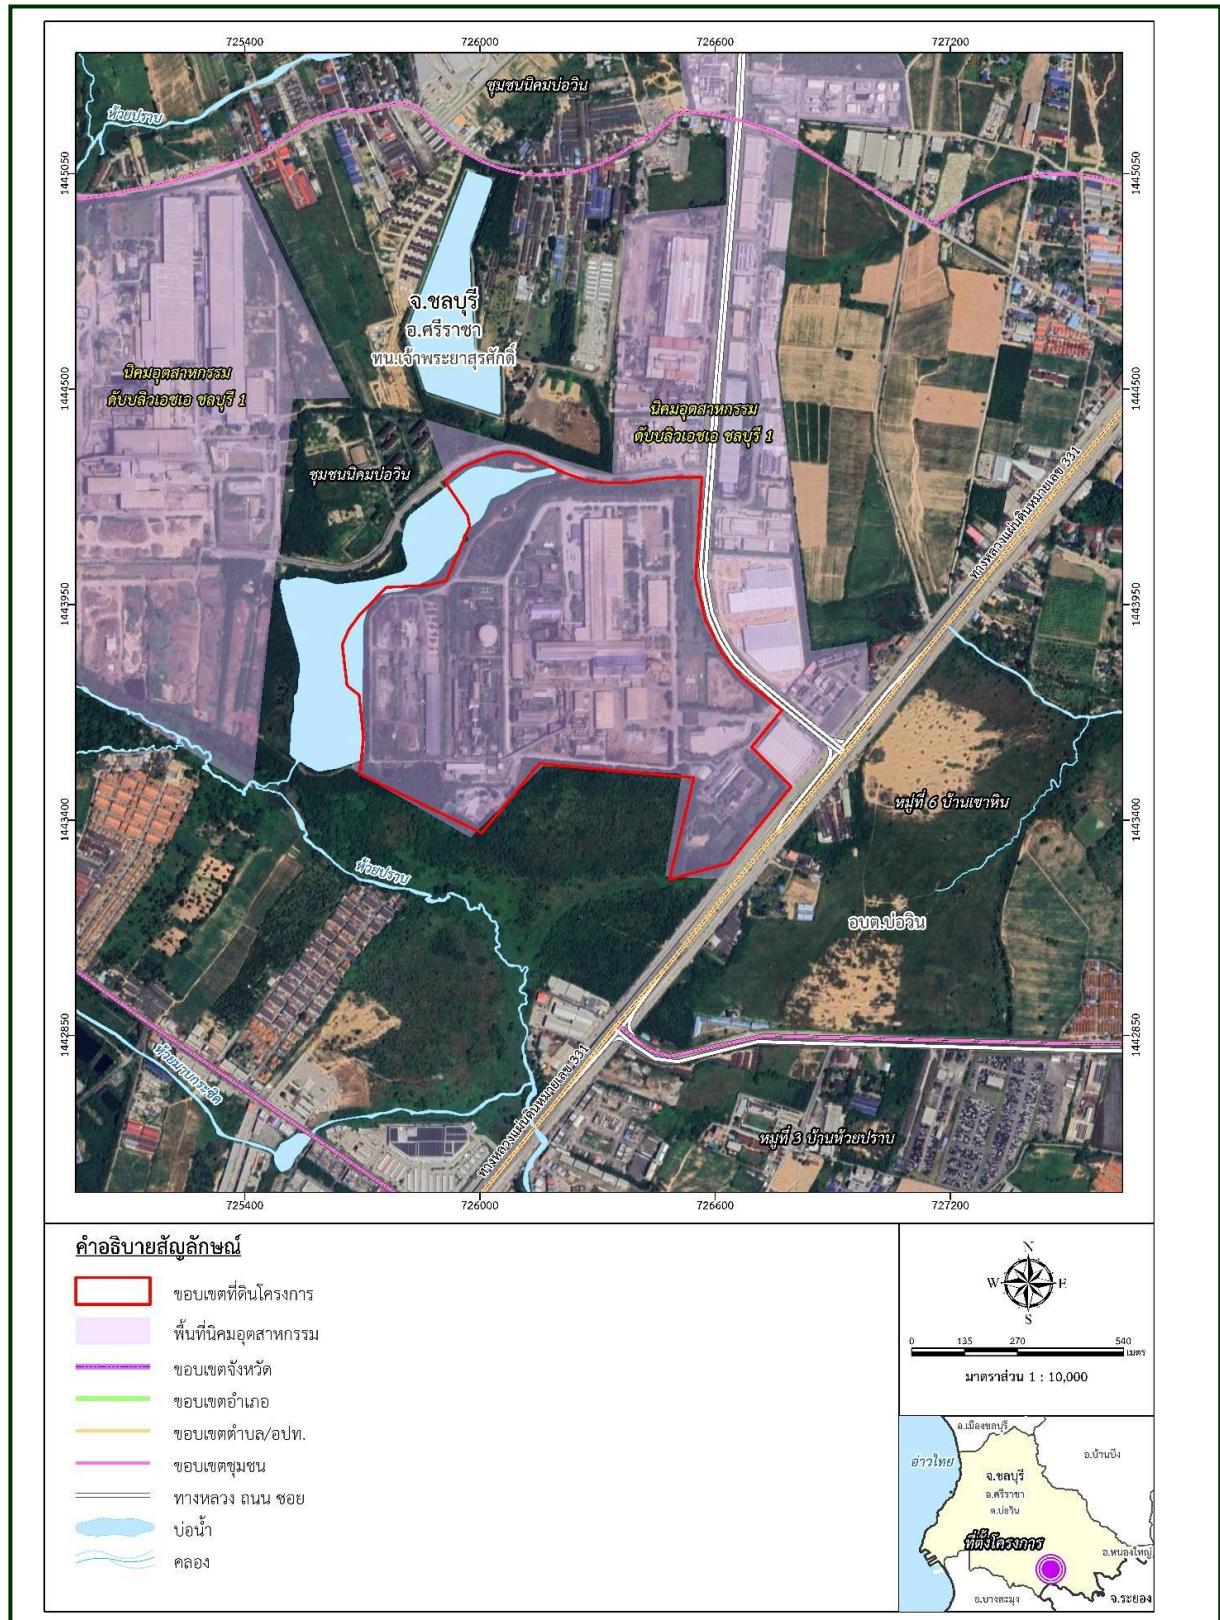 725400 726000 726600 727200
ชุมชนนิคมบ่อวิน
ห้วยปราบ
1445050 1445050
จ.ชลบุรี
อ.ศรีราชา
ทน.เจ้าพระยาสุรศักดิ์
นิคมอุตสาหกรรม
ดับบลิวเอชเอ ชลบุรี 1
นิคมอุตสาหกรรม
ดับบลิวเอชเอ ชลบุรี 1
1444500 1444500
ชุมชนนิคมบ่อวิน
ทางหลวงแผ่นดินหมายเลข 331
1443950 1443950
หมู่ที่ 6 บ้านเขาหิน
1443400 1443400
ห้วยปราบ
อบต.บ่อวิน
1442850 1442850
ห้วยมาบกระชิด
ทางหลวงแผ่นดินหมายเลข 331
หมู่ที่ 3 บ้านห้วยปราบ
725400 726000 726600 727200
คำอธิบายสัญลักษณ์
ขอบเขตที่ดินโครงการ
พื้นที่นิคมอุตสาหกรรม
ขอบเขตจังหวัด
ขอบเขตอำเภอ
ขอบเขตตำบล/อปท.
ขอบเขตชุมชน
ทางหลวง ถนน ซอย
บ่อน้ำ
คลอง
N
W E
S
0 135 270 540
เมตร
มาตราส่วน 1 : 10,000
อ.เมืองชลบุรี
อ.บ้านบึง
อ่าวไทย
จ.ชลบุรี
อ.ศรีราชา
ต.บ่อวิน
ที่ตั้งโครงการ
อ.หนองใหญ่
อ.บางละมุง
จ.ระยอง